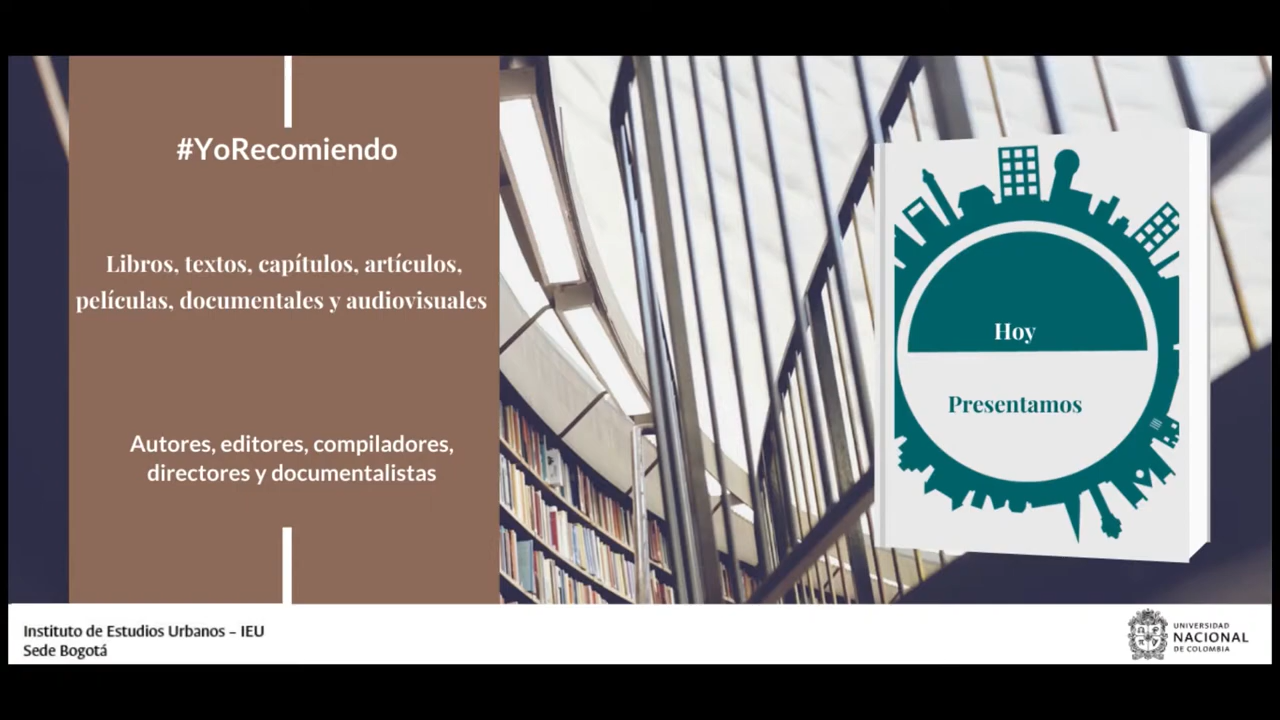 #YoRecomiendo
Libros, textos, capítulos, artículos,
películas, documentales y audiovisuales
Autores, editores, compiladores,
directores y documentalistas
Hoy
Presentamos
Instituto de Estudios Urbanos – IEU
Sede Bogotá
UNIVERSIDAD
NACIONAL
DE COLOMBIA